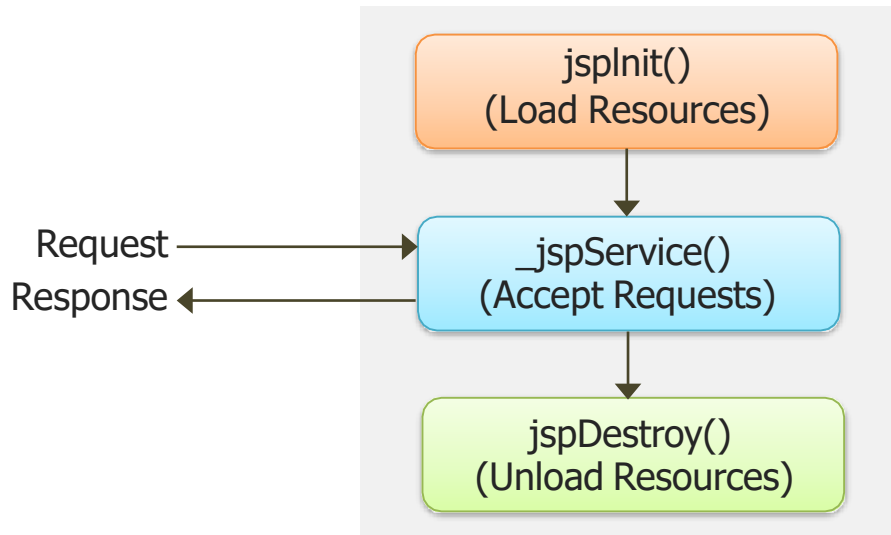 jspInit()
(Load Resources)
Request
Response
_jspService()
(Accept Requests)
jspDestroy()
(Unload Resources)